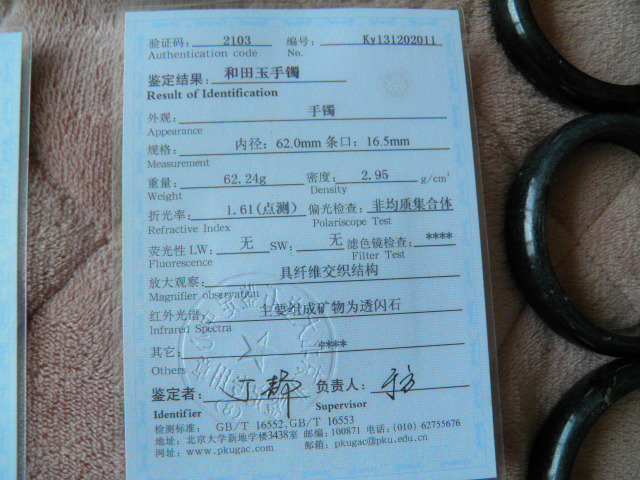 验证码: 2103 编号: Ky131202011
Authentication code No.
鉴定结果: 和田玉手镯
Result of Identification
外观: 手镯
Appearance
规格: 内径: 62.0mm 条口: 16.5mm
Measurement
重量: 62.24g 密度: 2.95 g/cm³
Weight Density
折光率: 1.61(点测) 偏光检查: 非均质集合体
Refractive Index Polariscope Test
荧光性 LW: 无 SW: 无 滤色镜检查: ****
Fluorescence Filter Test
放大观察: 具纤维交织结构
Magnifier observation
红外光谱: 主要组成矿物为透闪石
Infrared Spectra
其它: ****
Others
鉴定者: 负责人:
Identifier Supervisor
检测标准: GB/T 16552、GB/T 16553
地址: 北京大学新地学楼3438室 邮编: 100871 电话: (010) 62755676
网址: www.pkugac.com 邮箱: pkugac@pku.edu.cn